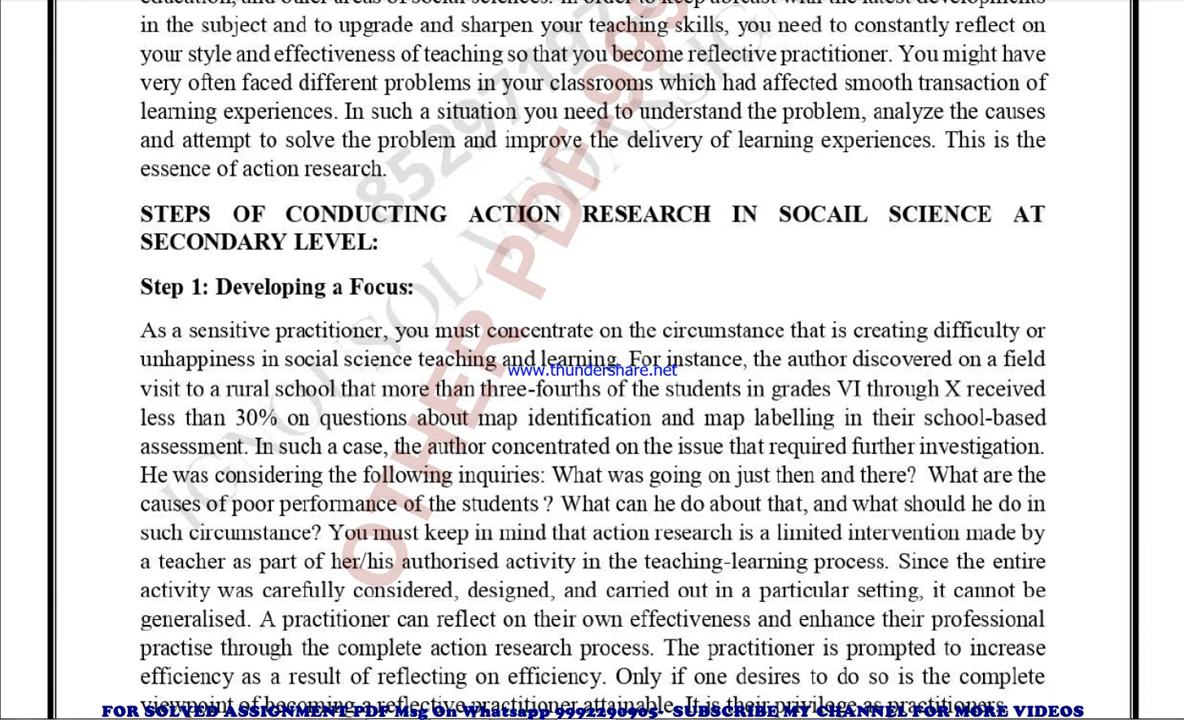 in the subject and to upgrade and sharpen your teaching skills, you need to constantly reflect on
your style and effectiveness of teaching so that you become reflective practitioner. You might have
very often faced different problems in your classrooms which had affected smooth transaction of
learning experiences. In such a situation you need to understand the problem, analyze the causes
and attempt to solve the problem and improve the delivery of learning experiences. This is the
essence of action research.
STEPS OF CONDUCTING ACTION RESEARCH IN SOCAIL SCIENCE AT
SECONDARY LEVEL:
Step 1: Developing a Focus:
As a sensitive practitioner, you must concentrate on the circumstance that is creating difficulty or
unhappiness in social science teaching and learning. For instance, the author discovered on a field
www.thundershare.net
visit to a rural school that more than three-fourths of the students in grades VI through X received
less than 30% on questions about map identification and map labelling in their school-based
assessment. In such a case, the author concentrated on the issue that required further investigation.
He was considering the following inquiries: What was going on just then and there? What are the
causes of poor performance of the students ? What can he do about that, and what should he do in
such circumstance? You must keep in mind that action research is a limited intervention made by
a teacher as part of her/his authorised activity in the teaching-learning process. Since the entire
activity was carefully considered, designed, and carried out in a particular setting, it cannot be
generalised. A practitioner can reflect on their own effectiveness and enhance their professional
practise through the complete action research process. The practitioner is prompted to increase
efficiency as a result of reflecting on efficiency. Only if one desires to do so is the complete
viewpoint of becoming a reflective practitioner attainable. It is their privilege as practitioners
FOR SOLVED ASSIGNMENT PDF Msg On Whatsapp 9992290905- SUBSCRIBE MY CHANNEL FOR MORE VIDEOS
OTHER PDF-999